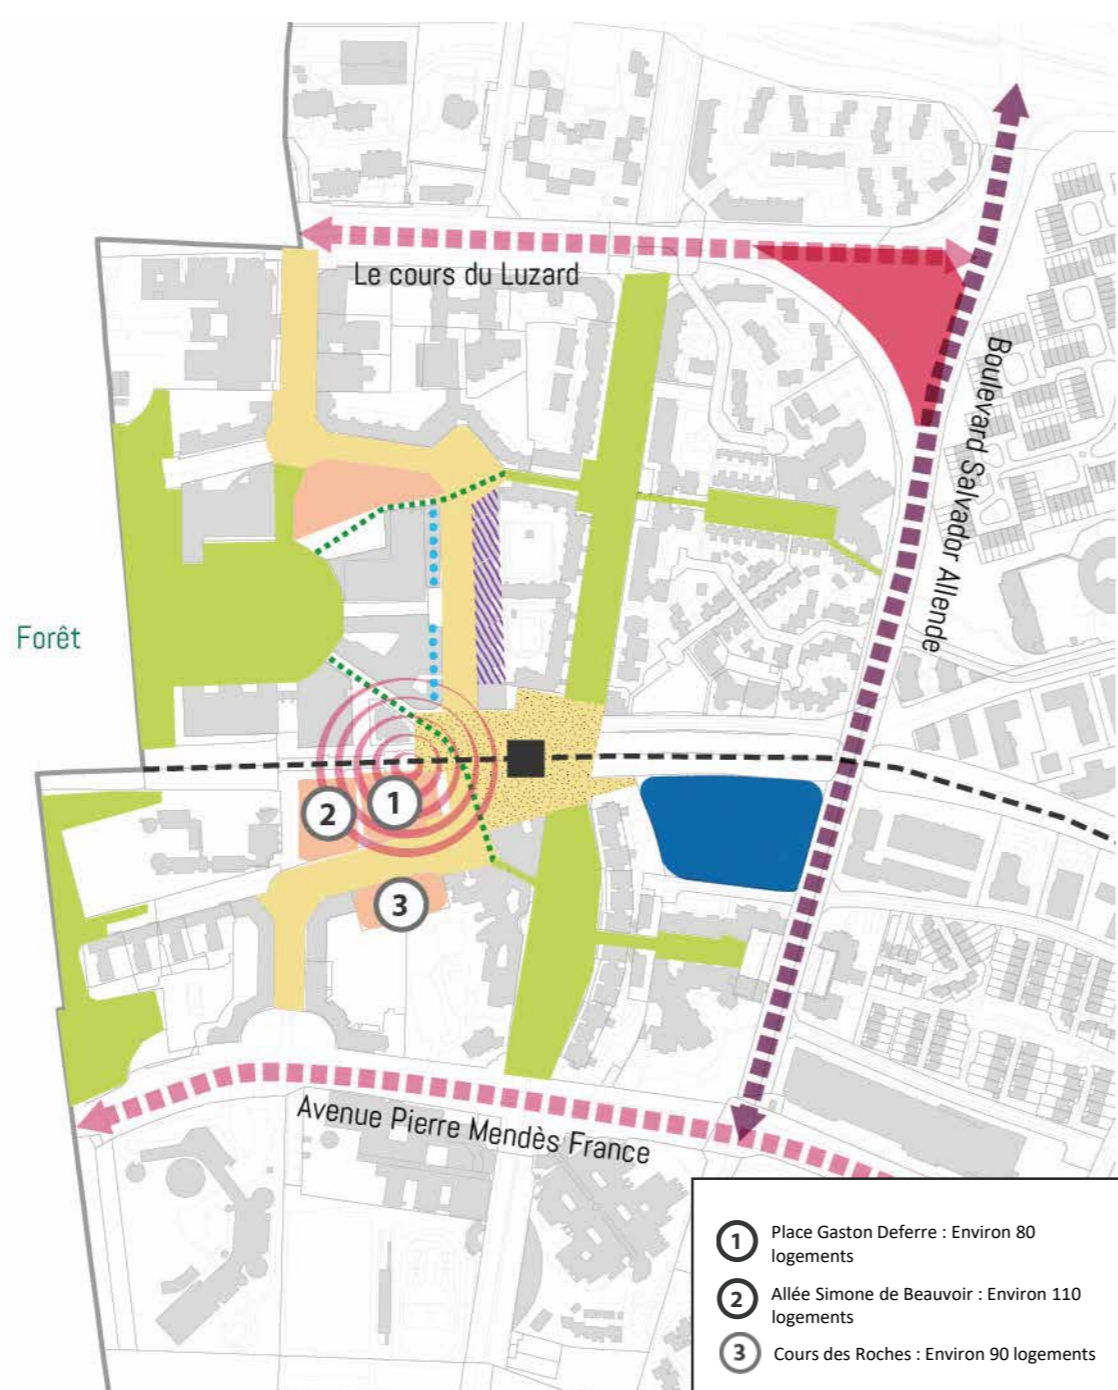 Le cours du Luzard
Boulevard Salvador Allende
Forêt
1
2
3
Avenue Pierre Mendès France
1 Place Gaston Deferre : Environ 80
logements
2 Allée Simone de Beauvoir : Environ 110
logements
3 Cours des Roches : Environ 90 logements